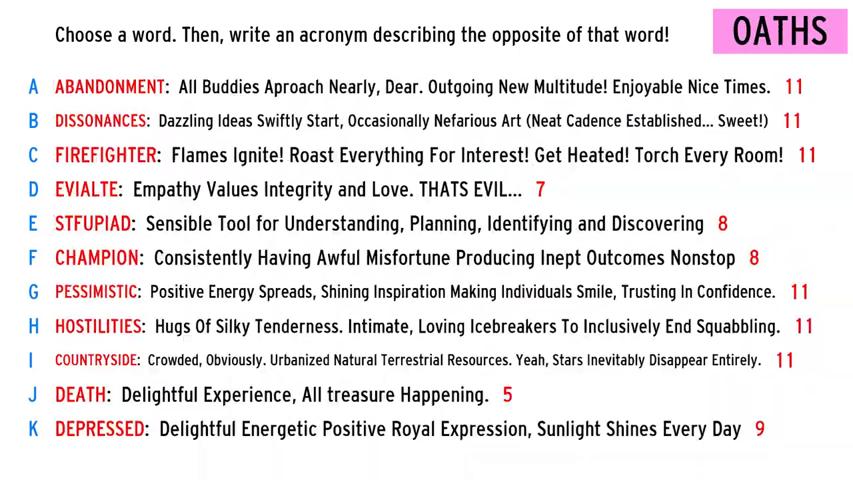 Choose a word. Then, write an acronym describing the opposite of that word!
OATHS
A ABANDONMENT: All Buddies Aproach Nearly, Dear. Outgoing New Multitude! Enjoyable Nice Times. 11
B DISSONANCES: Dazzling Ideas Swiftly Start, Occasionally Nefarious Art (Neat Cadence Established... Sweet!) 11
C FIREFIGHTER: Flames Ignite! Roast Everything For Interest! Get Heated! Torch Every Room! 11
D EVIALTE: Empathy Values Integrity and Love. THATS EVIL... 7
E STFUPIAD: Sensible Tool for Understanding, Planning, Identifying and Discovering 8
F CHAMPION: Consistently Having Awful Misfortune Producing Inept Outcomes Nonstop 8
G PESSIMISTIC: Positive Energy Spreads, Shining Inspiration Making Individuals Smile, Trusting In Confidence. 11
H HOSTILITIES: Hugs Of Silky Tenderness. Intimate, Loving Icebreakers To Inclusively End Squabbling. 11
I COUNTRYSIDE: Crowded, Obviously. Urbanized Natural Terrestrial Resources. Yeah, Stars Inevitably Disappear Entirely. 11
J DEATH: Delightful Experience, All treasure Happening. 5
K DEPRESSED: Delightful Energetic Positive Royal Expression, Sunlight Shines Every Day 9